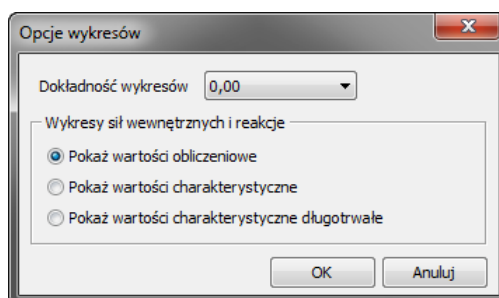 Opcje wykresów
Dokładność wykresów 0,00
Wykresy sił wewnętrznych i reakcje
Pokaż wartości obliczeniowe
Pokaż wartości charakterystyczne
Pokaż wartości charakterystyczne długotrwałe
OK Anuluj